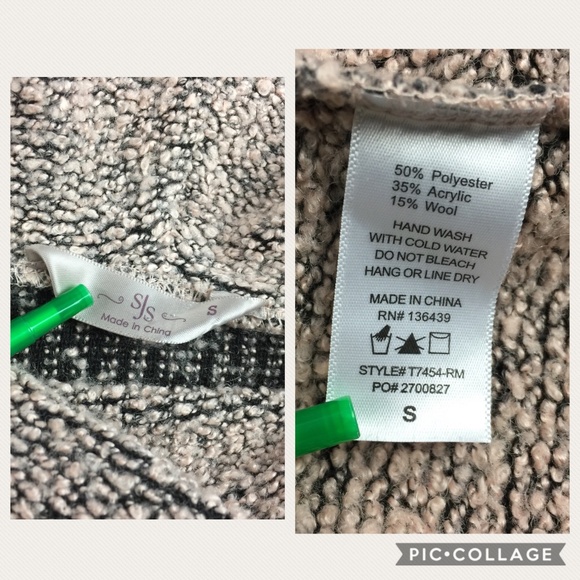 SJS
S
Made in China
50% Polyester
35% Acrylic
15% Wool
HAND WASH
WITH COLD WATER
DO NOT BLEACH
HANG OR LINE DRY
MADE IN CHINA
RN# 136439
STYLE# T7454-RM
PO# 2700827
S
PIC•COLLAGE